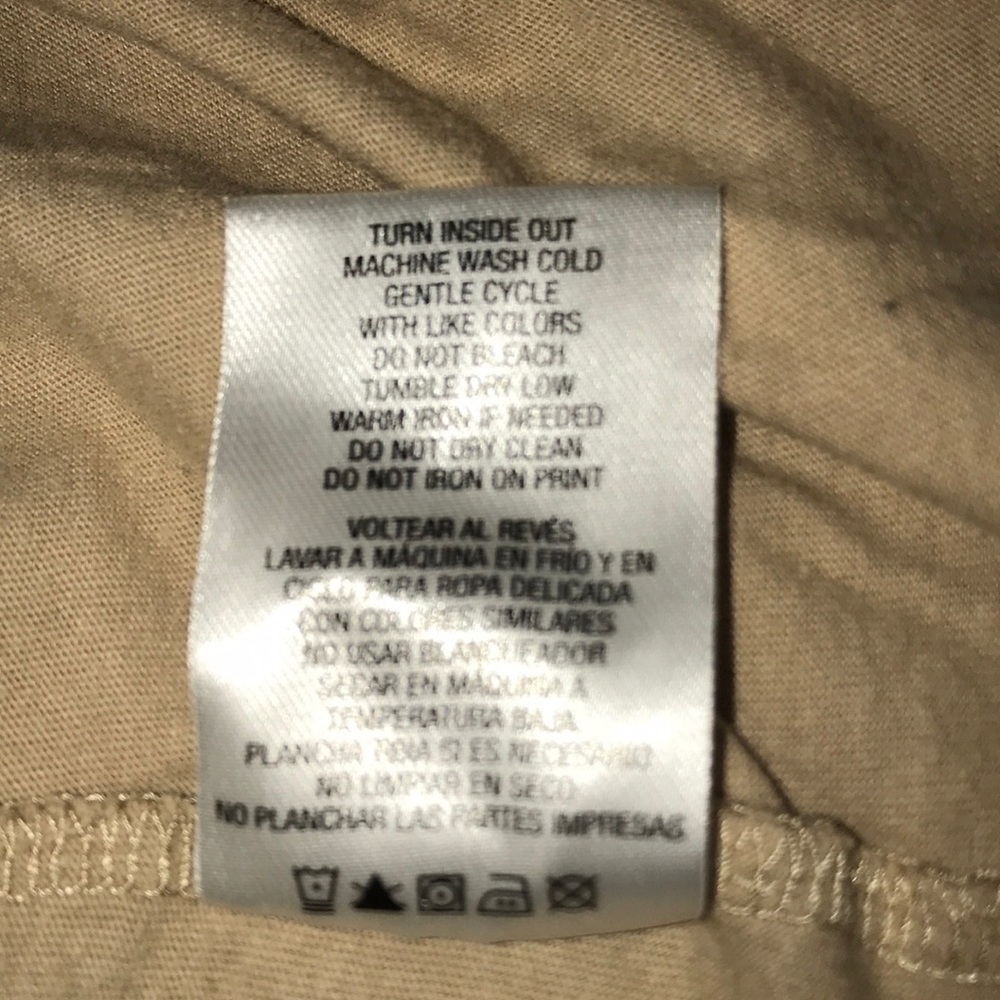 TURN INSIDE OUT
MACHINE WASH COLD
GENTLE CYCLE
WITH LIKE COLORS
DO NOT BLEACH
TUMBLE DRY LOW
WARM IRON IF NEEDED
DO NOT DRY CLEAN
DO NOT IRON ON PRINT
VOLTEAR AL REVÉS
LAVAR A MÁQUINA EN FRÍO Y EN
CICLO PARA ROPA DELICADA
CON COLORES SIMILARES
NO USAR BLANQUEADOR
SECAR EN MÁQUINA A
TEMPERATURA BAJA
PLANCHA TIBIA SI ES NECESARIO
NO LIMPIAR EN SECO
NO PLANCHAR LAS PARTES IMPRESAS